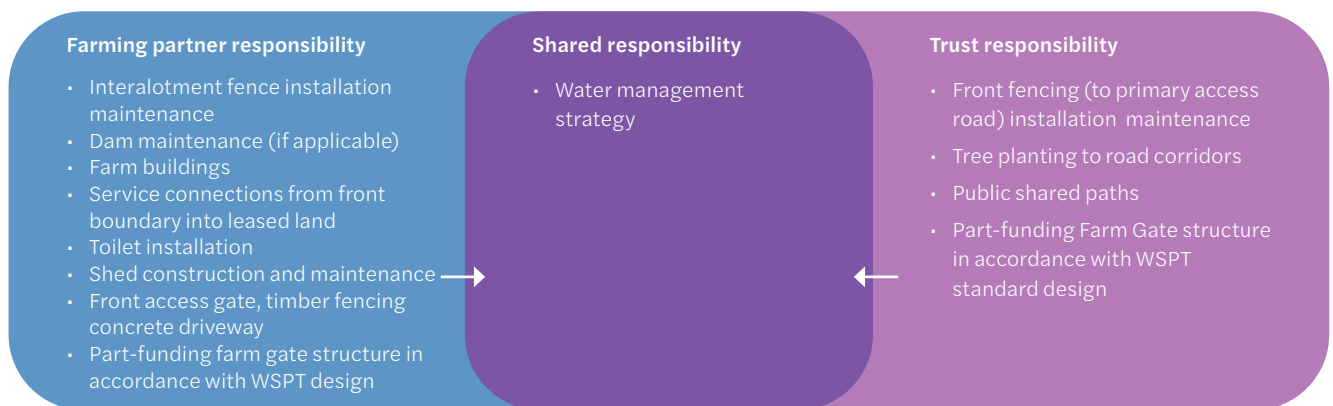 Farming partner responsibility
· Interalotment fence installation
maintenance
· Dam maintenance (if applicable)
· Farm buildings
· Service connections from front
boundary into leased land
· Toilet installation
· Shed construction and maintenance
· Front access gate, timber fencing
concrete driveway
· Part-funding farm gate structure in
accordance with WSPT design
Shared responsibility
· Water management
strategy
Trust responsibility
· Front fencing (to primary access
road) installation maintenance
· Tree planting to road corridors
· Public shared paths
· Part-funding Farm Gate structure
in accordance with WSPT
standard design